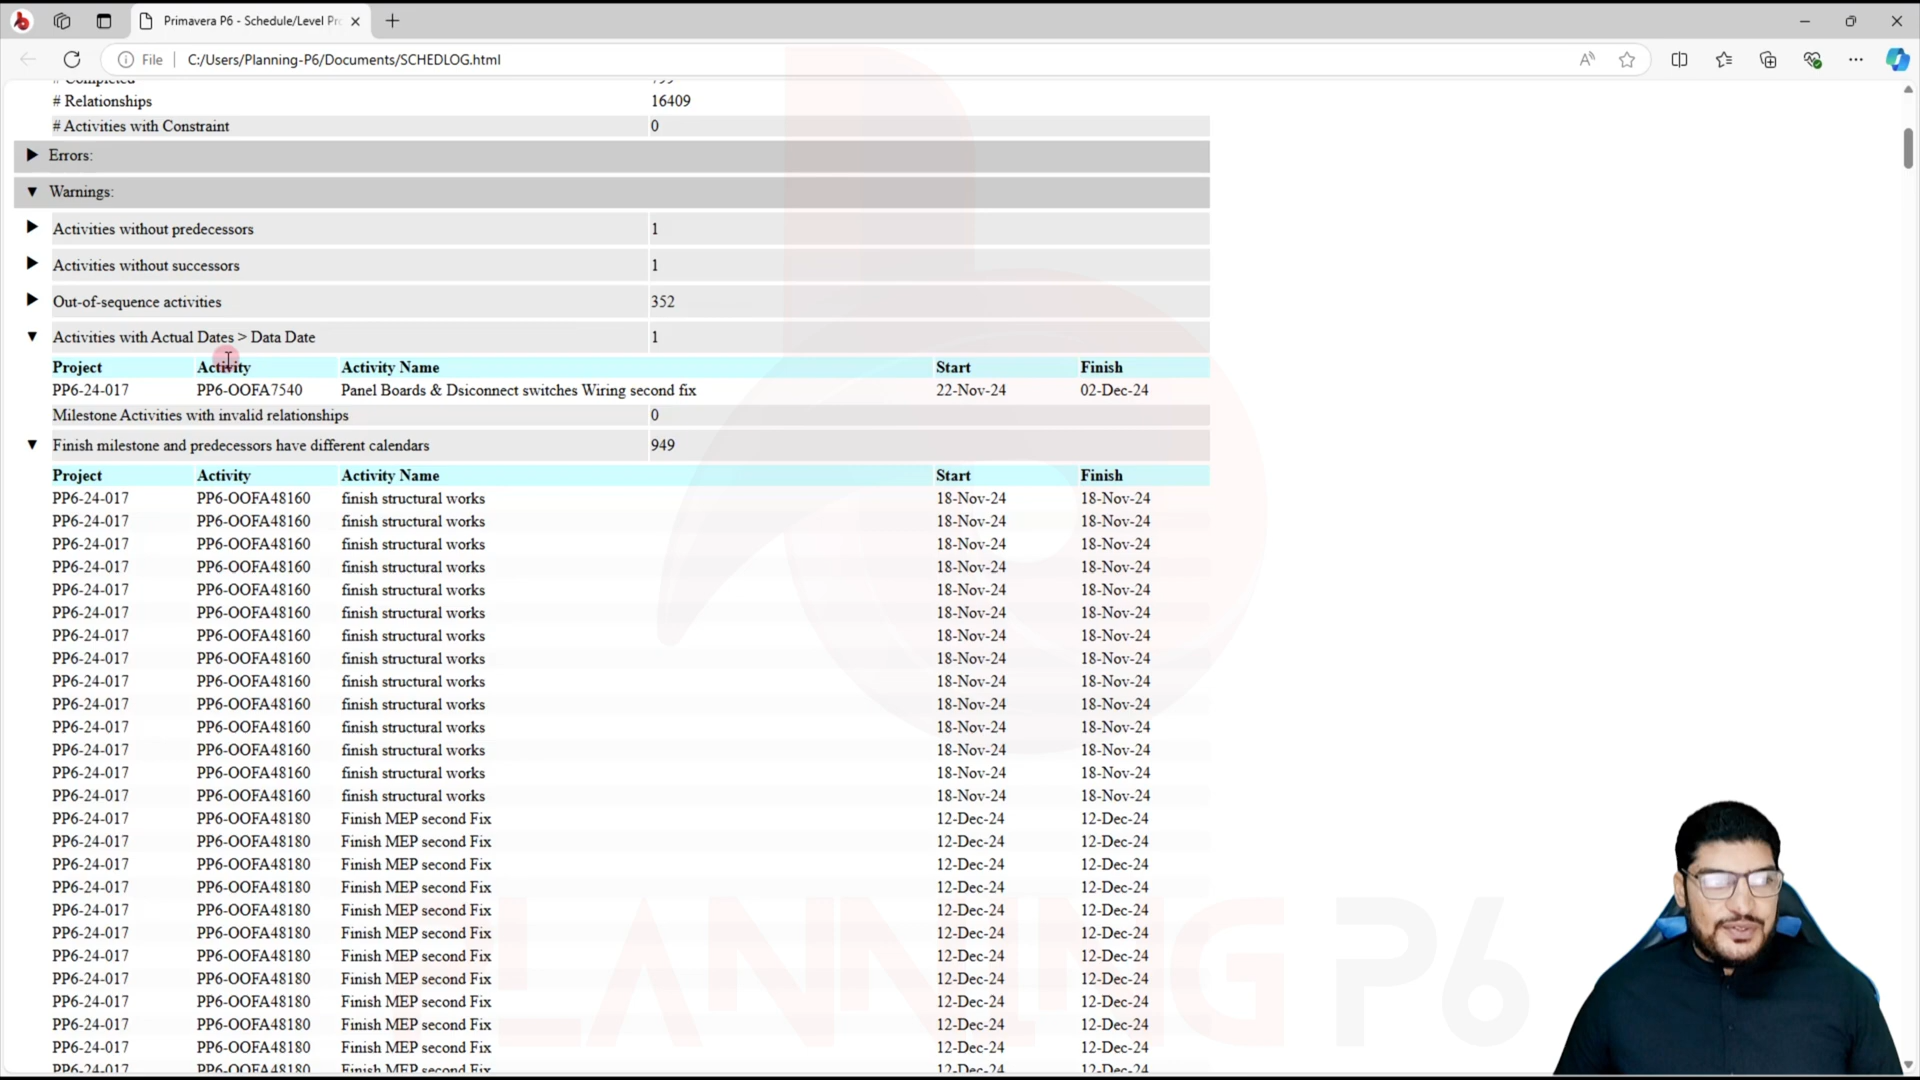 Primavera P6 - Schedule/Level Pr
File C:/Users/Planning-P6/Documents/SCHEDLOG.html
# Completed 799
# Relationships 16409
# Activities with Constraint 0
Errors:
Warnings:
Activities without predecessors 1
Activities without successors 1
Out-of-sequence activities 352
Activities with Actual Dates > Data Date 1
Project Activity Activity Name Start Finish
PP6-24-017 PP6-OOFA7540 Panel Boards & Dsiconnect switches Wiring second fix 22-Nov-24 02-Dec-24
Milestone Activities with invalid relationships 0
Finish milestone and predecessors have different calendars 949
Project Activity Activity Name Start Finish
PP6-24-017 PP6-OOFA48160 finish structural works 18-Nov-24 18-Nov-24
PP6-24-017 PP6-OOFA48160 finish structural works 18-Nov-24 18-Nov-24
PP6-24-017 PP6-OOFA48160 finish structural works 18-Nov-24 18-Nov-24
PP6-24-017 PP6-OOFA48160 finish structural works 18-Nov-24 18-Nov-24
PP6-24-017 PP6-OOFA48160 finish structural works 18-Nov-24 18-Nov-24
PP6-24-017 PP6-OOFA48160 finish structural works 18-Nov-24 18-Nov-24
PP6-24-017 PP6-OOFA48160 finish structural works 18-Nov-24 18-Nov-24
PP6-24-017 PP6-OOFA48160 finish structural works 18-Nov-24 18-Nov-24
PP6-24-017 PP6-OOFA48160 finish structural works 18-Nov-24 18-Nov-24
PP6-24-017 PP6-OOFA48160 finish structural works 18-Nov-24 18-Nov-24
PP6-24-017 PP6-OOFA48160 finish structural works 18-Nov-24 18-Nov-24
PP6-24-017 PP6-OOFA48160 finish structural works 18-Nov-24 18-Nov-24
PP6-24-017 PP6-OOFA48160 finish structural works 18-Nov-24 18-Nov-24
PP6-24-017 PP6-OOFA48160 finish structural works 18-Nov-24 18-Nov-24
PP6-24-017 PP6-OOFA48180 Finish MEP second Fix 12-Dec-24 12-Dec-24
PP6-24-017 PP6-OOFA48180 Finish MEP second Fix 12-Dec-24 12-Dec-24
PP6-24-017 PP6-OOFA48180 Finish MEP second Fix 12-Dec-24 12-Dec-24
PP6-24-017 PP6-OOFA48180 Finish MEP second Fix 12-Dec-24 12-Dec-24
PP6-24-017 PP6-OOFA48180 Finish MEP second Fix 12-Dec-24 12-Dec-24
PP6-24-017 PP6-OOFA48180 Finish MEP second Fix 12-Dec-24 12-Dec-24
PP6-24-017 PP6-OOFA48180 Finish MEP second Fix 12-Dec-24 12-Dec-24
PP6-24-017 PP6-OOFA48180 Finish MEP second Fix 12-Dec-24 12-Dec-24
PP6-24-017 PP6-OOFA48180 Finish MEP second Fix 12-Dec-24 12-Dec-24
PP6-24-017 PP6-OOFA48180 Finish MEP second Fix 12-Dec-24 12-Dec-24
PP6-24-017 PP6-OOFA48180 Finish MEP second Fix 12-Dec-24 12-Dec-24
PP6-24-017 PP6-OOFA48180 Finish MEP second Fix 12-Dec-24 12-Dec-24
PLANNING P6